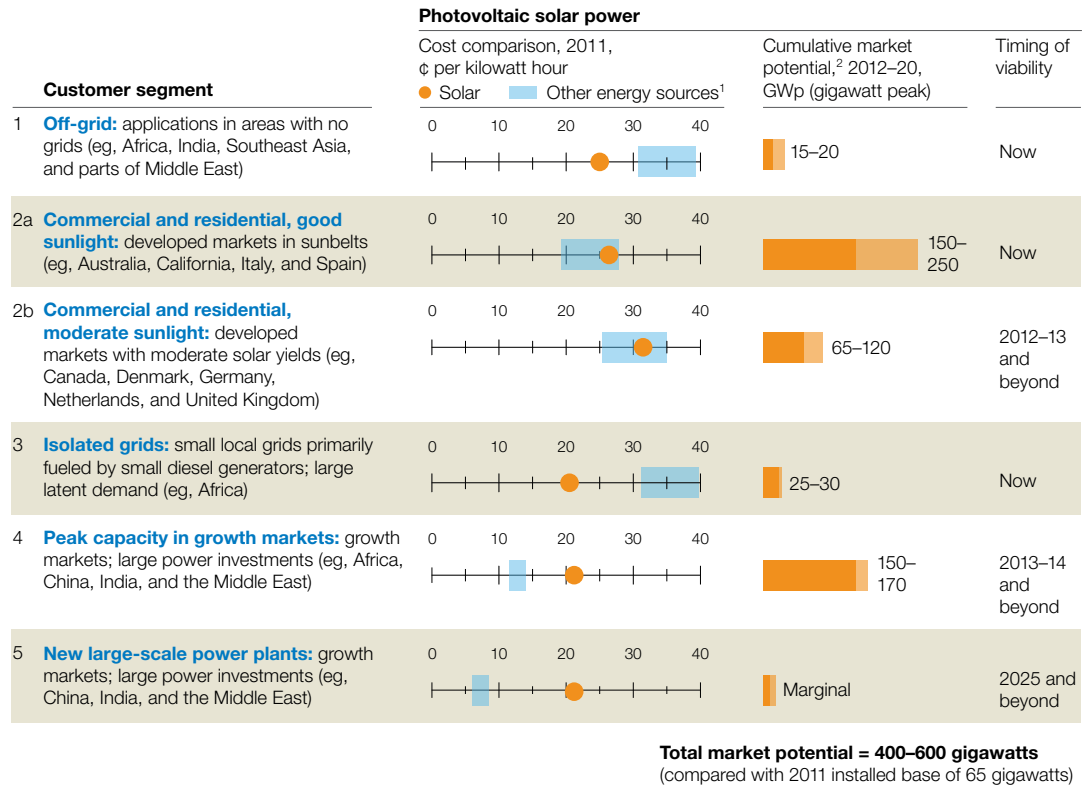 Photovoltaic solar power
Customer segment
Cost comparison, 2011,
¢ per kilowatt hour
Solar
Other energy sources¹
Cumulative market
potential,² 2012–20,
GWp (gigawatt peak)
Timing of
viability
1 Off-grid: applications in areas with no
grids (eg, Africa, India, Southeast Asia,
and parts of Middle East)
0 10 20 30 40
15–20
Now
2a Commercial and residential, good
sunlight: developed markets in sunbelts
(eg, Australia, California, Italy, and Spain)
0 10 20 30 40
150–
250
Now
2b Commercial and residential,
moderate sunlight: developed
markets with moderate solar yields (eg,
Canada, Denmark, Germany,
Netherlands, and United Kingdom)
0 10 20 30 40
65–120
2012–13
and
beyond
3 Isolated grids: small local grids primarily
fueled by small diesel generators; large
latent demand (eg, Africa)
0 10 20 30 40
25–30
Now
4 Peak capacity in growth markets: growth
markets; large power investments (eg, Africa,
China, India, and the Middle East)
0 10 20 30 40
150–
170
2013–14
and
beyond
5 New large-scale power plants: growth
markets; large power investments (eg,
China, India, and the Middle East)
0 10 20 30 40
Marginal
2025 and
beyond
Total market potential = 400–600 gigawatts
(compared with 2011 installed base of 65 gigawatts)